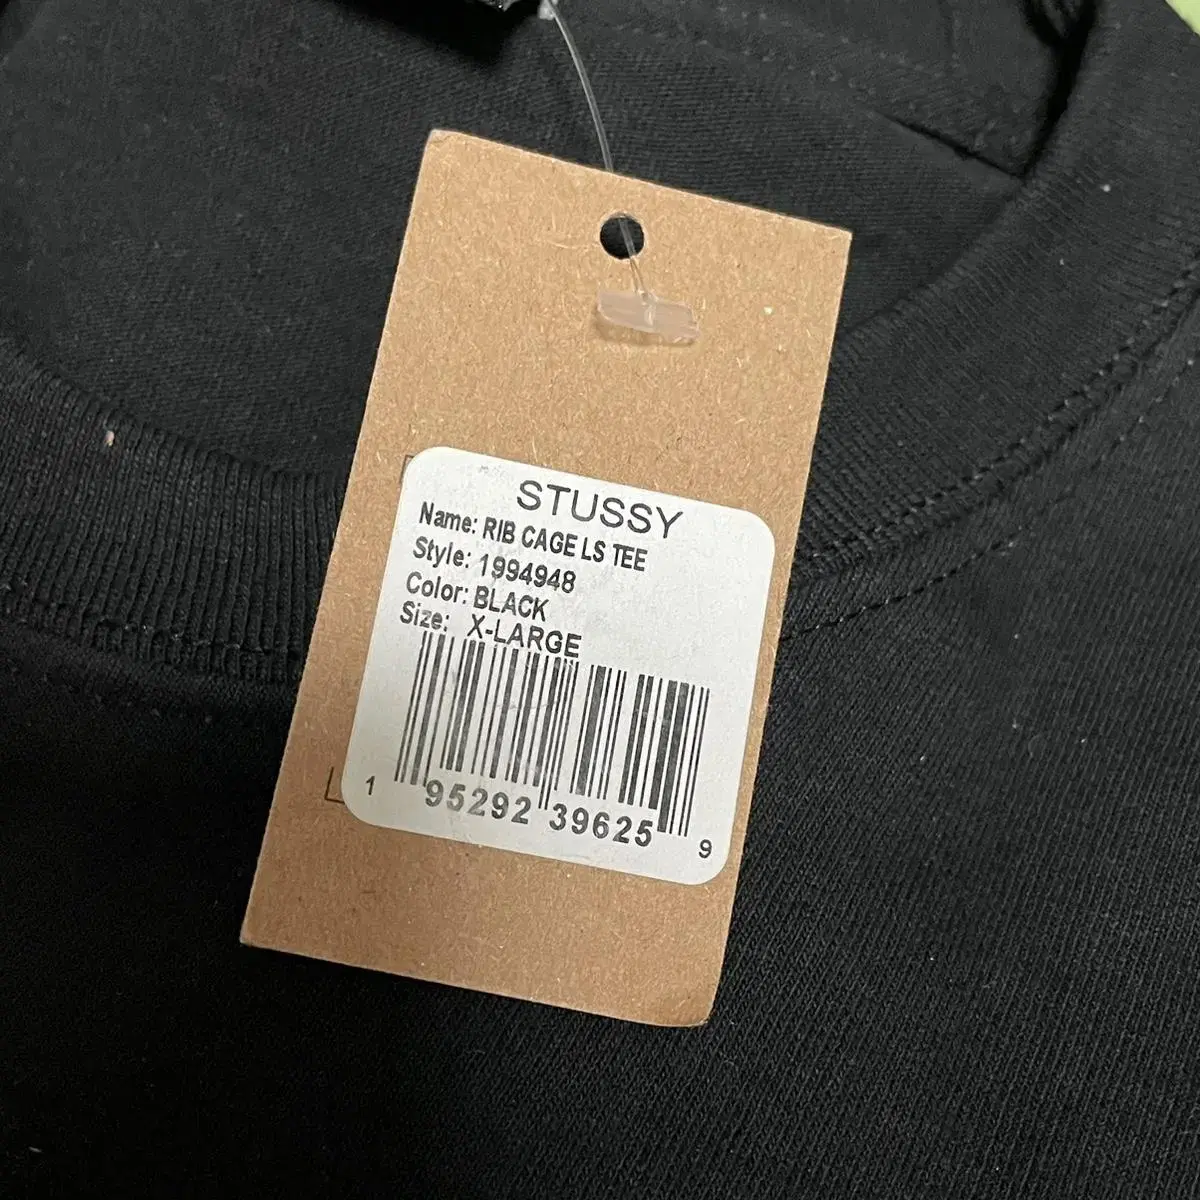 STUSSY
Name: RIB CAGE LS TEE
Style: 1994948
Color: BLACK
Size: X-LARGE
1 95292 39625 9